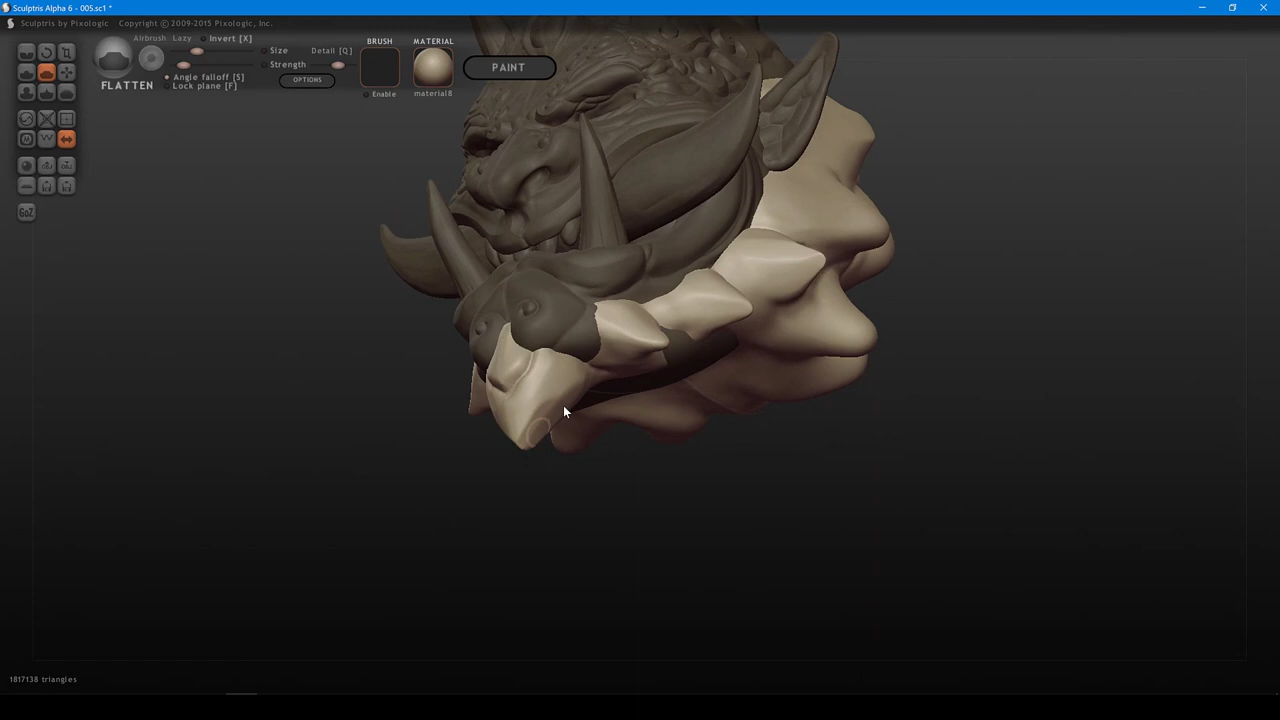 Sculptris Alpha 6 - 005.sc1 *
Sculptris by Pixologic Copyright © 2009-2015 Pixologic, Inc.
Airbrush Lazy Invert [X]
Size Detail [Q]
Strength
Angle falloff [S]
Lock plane [F]
FLATTEN
OPTIONS
BRUSH
Enable
MATERIAL
material8
PAINT
GoZ
1817138 triangles